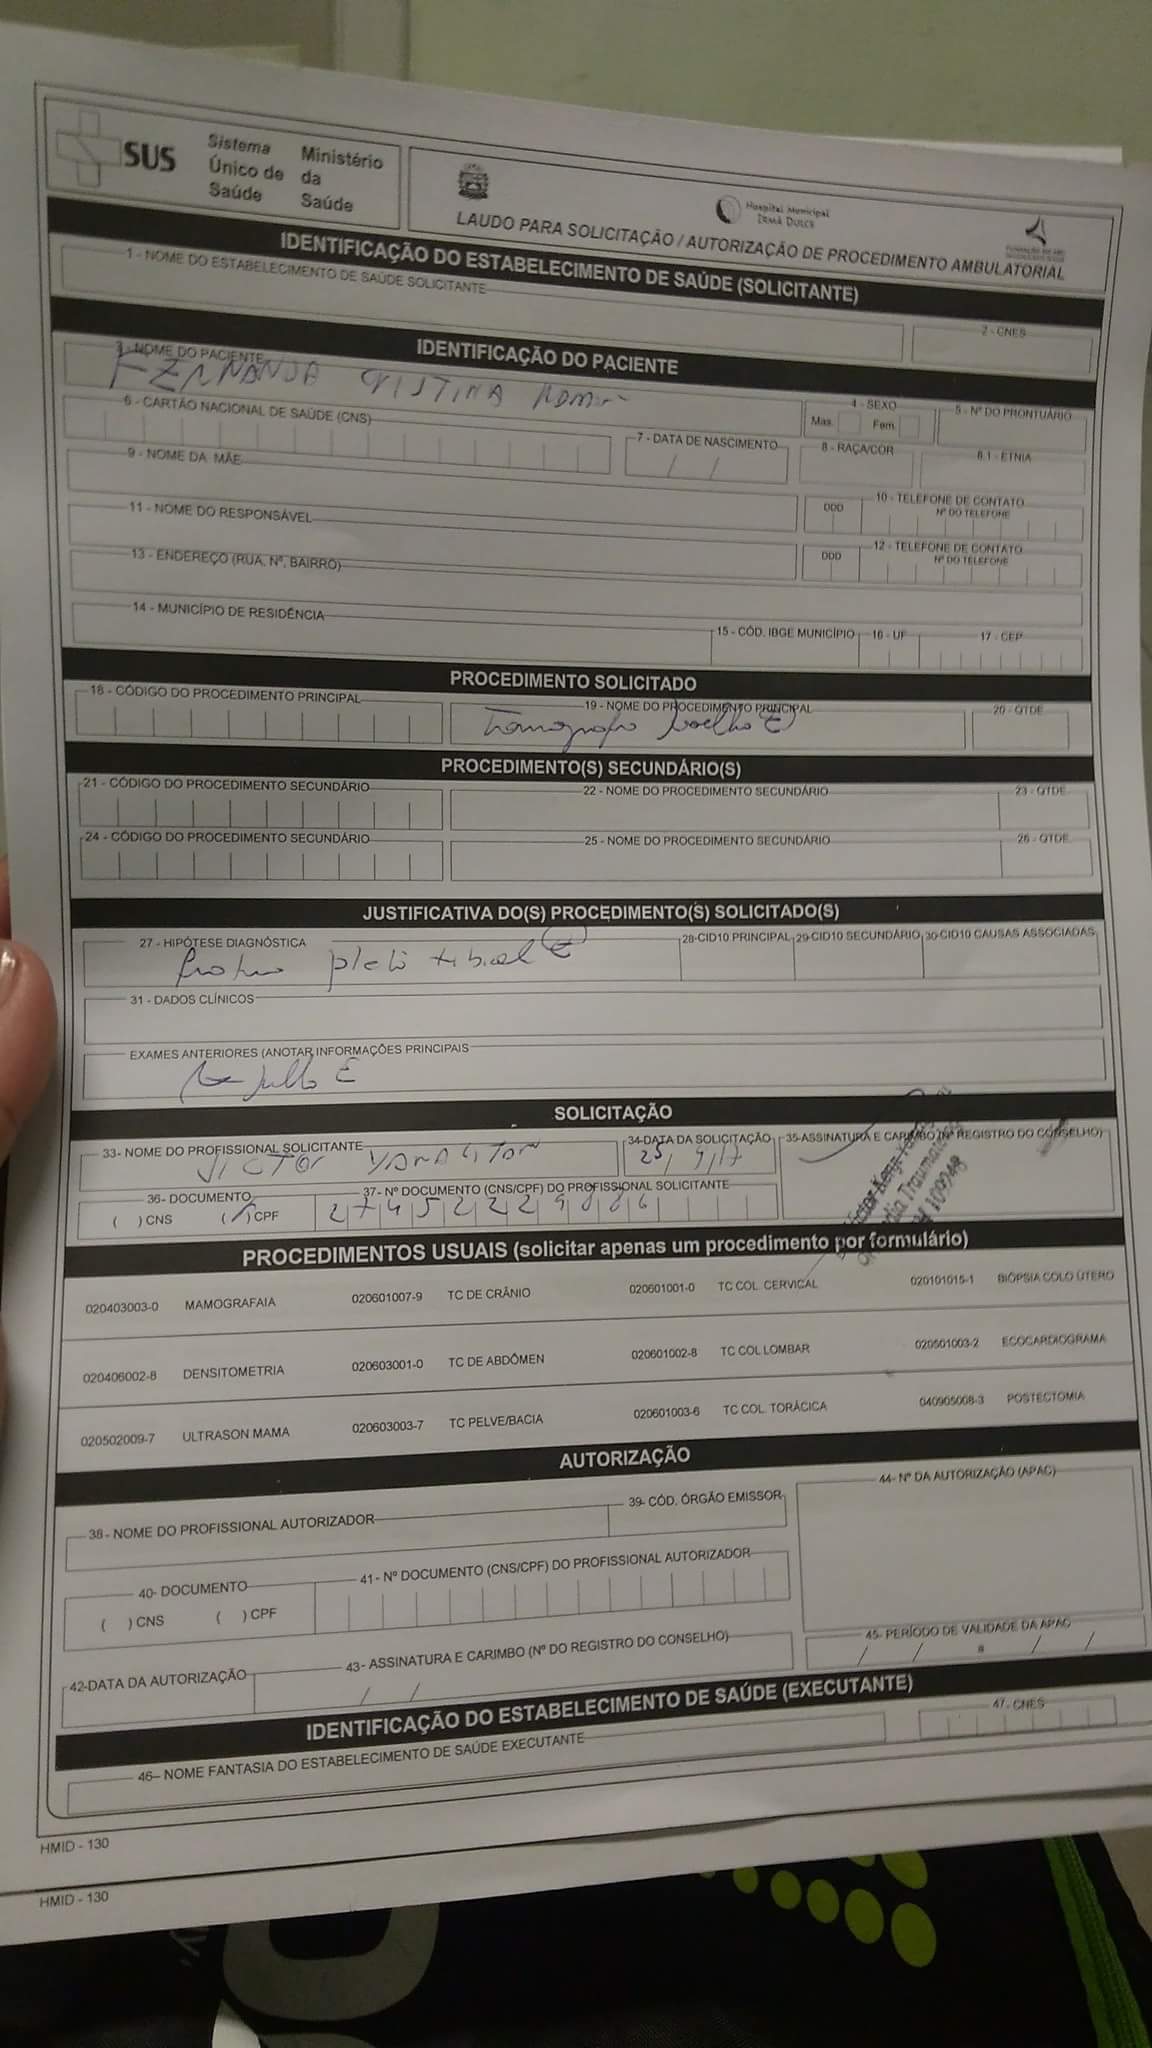 SUS Sistema Único de Saúde Ministério da Saúde
Hospital Municipal IRMÃ DULCE
LAUDO PARA SOLICITAÇÃO / AUTORIZAÇÃO DE PROCEDIMENTO AMBULATORIAL
IDENTIFICAÇÃO DO ESTABELECIMENTO DE SAÚDE (SOLICITANTE)
1 - NOME DO ESTABELECIMENTO DE SAÚDE SOLICITANTE
2 - CNES
IDENTIFICAÇÃO DO PACIENTE
3 - NOME DO PACIENTE
FERNANDA CRISTINA
4 - SEXO
Mas. Fem.
5 - Nº DO PRONTUÁRIO
6 - CARTÃO NACIONAL DE SAÚDE (CNS)
7 - DATA DE NASCIMENTO
/ /
8 - RAÇA/COR
8.1 - ETNIA
9 - NOME DA MÃE
10 - TELEFONE DE CONTATO
DDD Nº DO TELEFONE
11 - NOME DO RESPONSÁVEL
12 - TELEFONE DE CONTATO
DDD Nº DO TELEFONE
13 - ENDEREÇO (RUA, Nº, BAIRRO)
14 - MUNICÍPIO DE RESIDÊNCIA
15 - CÓD. IBGE MUNICÍPIO
16 - UF
17 - CEP
PROCEDIMENTO SOLICITADO
18 - CÓDIGO DO PROCEDIMENTO PRINCIPAL
19 - NOME DO PROCEDIMENTO PRINCIPAL
20 - QTDE
Joelho E
PROCEDIMENTO(S) SECUNDÁRIO(S)
21 - CÓDIGO DO PROCEDIMENTO SECUNDÁRIO
22 - NOME DO PROCEDIMENTO SECUNDÁRIO
23 - QTDE
24 - CÓDIGO DO PROCEDIMENTO SECUNDÁRIO
25 - NOME DO PROCEDIMENTO SECUNDÁRIO
26 - QTDE
JUSTIFICATIVA DO(S) PROCEDIMENTO(S) SOLICITADO(S)
27 - HIPÓTESE DIAGNÓSTICA
28-CID10 PRINCIPAL
29-CID10 SECUNDÁRIO
30-CID10 CAUSAS ASSOCIADAS
tibial E
31 - DADOS CLÍNICOS
EXAMES ANTERIORES (ANOTAR INFORMAÇÕES PRINCIPAIS
SOLICITAÇÃO
33- NOME DO PROFISSIONAL SOLICITANTE
VICTOR
34-DATA DA SOLICITAÇÃO
25/9/17
35-ASSINATURA E CARIMBO (Nº REGISTRO DO CONSELHO)
36- DOCUMENTO
( ) CNS (/) CPF
37- Nº DOCUMENTO (CNS/CPF) DO PROFISSIONAL SOLICITANTE
PROCEDIMENTOS USUAIS (solicitar apenas um procedimento por formulário)
020403003-0 MAMOGRAFAIA 020601007-9 TC DE CRÂNIO 020601001-0 TC COL. CERVICAL 020101015-1 BIÓPSIA COLO ÚTERO
020406002-8 DENSITOMETRIA 020603001-0 TC DE ABDÔMEN 020601002-8 TC COL LOMBAR 020501003-2 ECOCARDIOGRAMA
020502009-7 ULTRASON MAMA 020603003-7 TC PELVE/BACIA 020601003-6 TC COL. TORÁCICA 040905008-3 POSTECTOMIA
AUTORIZAÇÃO
38 - NOME DO PROFISSIONAL AUTORIZADOR
39- CÓD. ÓRGÃO EMISSOR
44- Nº DA AUTORIZAÇÃO (APAC)
40- DOCUMENTO
( ) CNS ( ) CPF
41- Nº DOCUMENTO (CNS/CPF) DO PROFISSIONAL AUTORIZADOR
42-DATA DA AUTORIZAÇÃO
/ /
43- ASSINATURA E CARIMBO (Nº DO REGISTRO DO CONSELHO)
45- PERÍODO DE VALIDADE DA APAC
/ / a / /
IDENTIFICAÇÃO DO ESTABELECIMENTO DE SAÚDE (EXECUTANTE)
46– NOME FANTASIA DO ESTABELECIMENTO DE SAÚDE EXECUTANTE
47- CNES
HMID - 130
HMID - 130